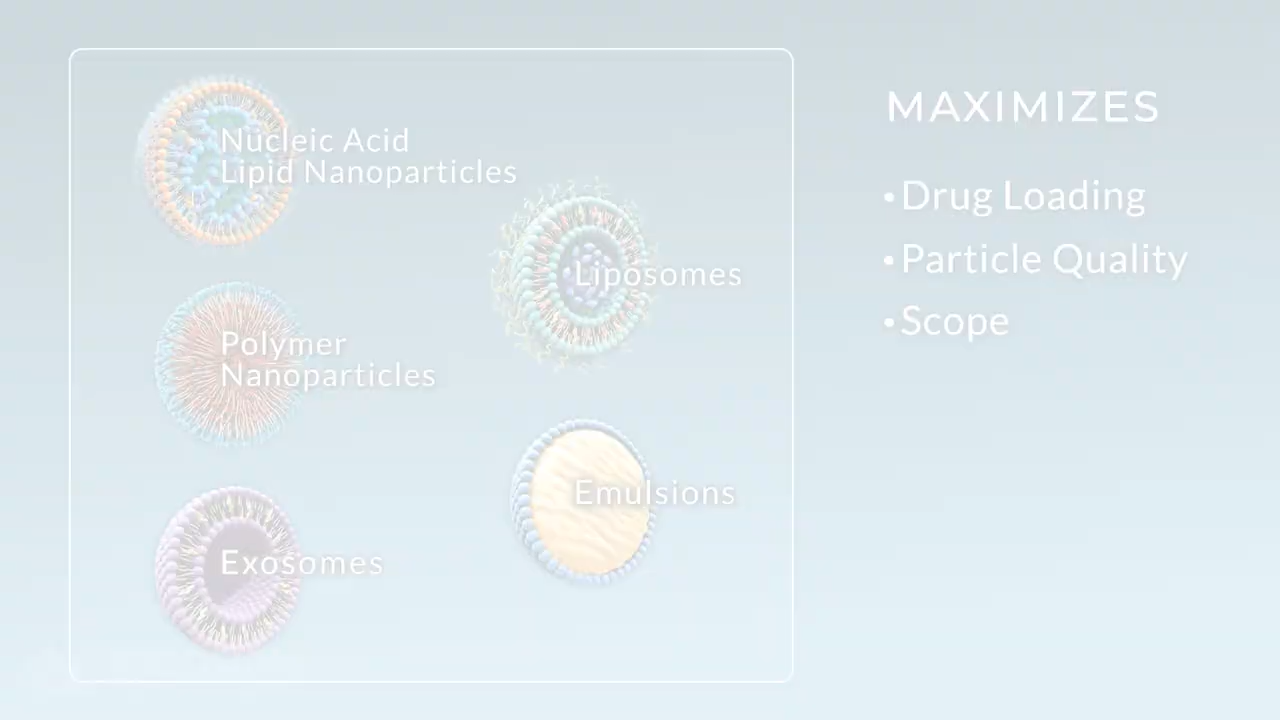 Nucleic Acid
Lipid Nanoparticles
Liposomes
Polymer
Nanoparticles
Emulsions
Exosomes
MAXIMIZES
•Drug Loading
•Particle Quality
•Scope